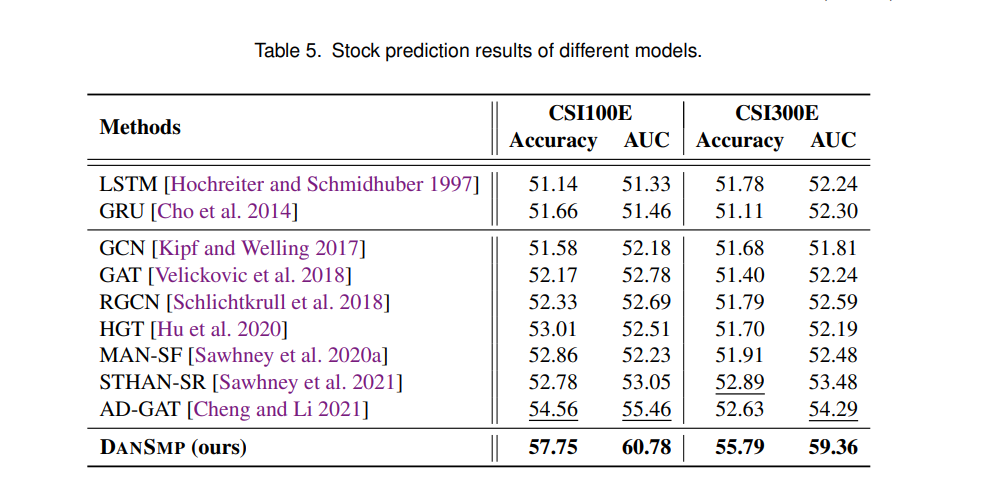 Table 5. Stock prediction results of different models.
Methods CSI100E CSI300E
Accuracy AUC Accuracy AUC
LSTM [Hochreiter and Schmidhuber 1997] 51.14 51.33 51.78 52.24
GRU [Cho et al. 2014] 51.66 51.46 51.11 52.30
GCN [Kipf and Welling 2017] 51.58 52.18 51.68 51.81
GAT [Velickovic et al. 2018] 52.17 52.78 51.40 52.24
RGCN [Schlichtkrull et al. 2018] 52.33 52.69 51.79 52.59
HGT [Hu et al. 2020] 53.01 52.51 51.70 52.19
MAN-SF [Sawhney et al. 2020a] 52.86 52.23 51.91 52.48
STHAN-SR [Sawhney et al. 2021] 52.78 53.05 52.89 53.48
AD-GAT [Cheng and Li 2021] 54.56 55.46 52.63 54.29
DANSMP (ours) 57.75 60.78 55.79 59.36